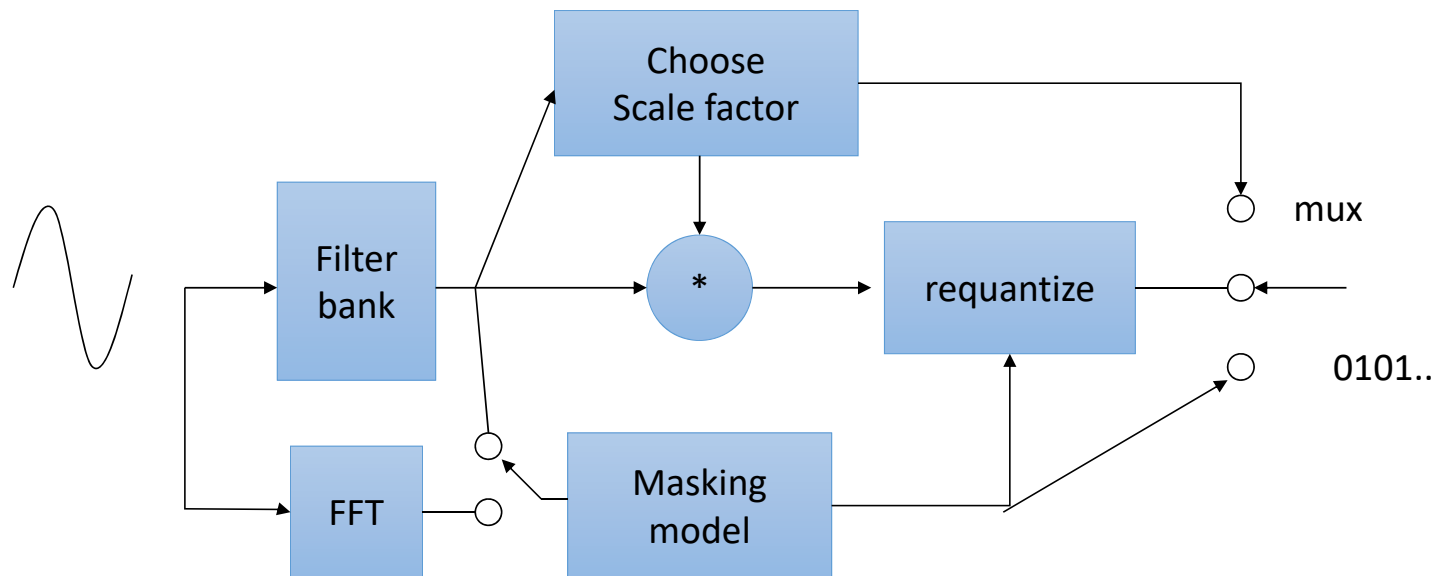 Choose
Scale factor
mux
Filter
bank
*
requantize
0101..
FFT
Masking
model